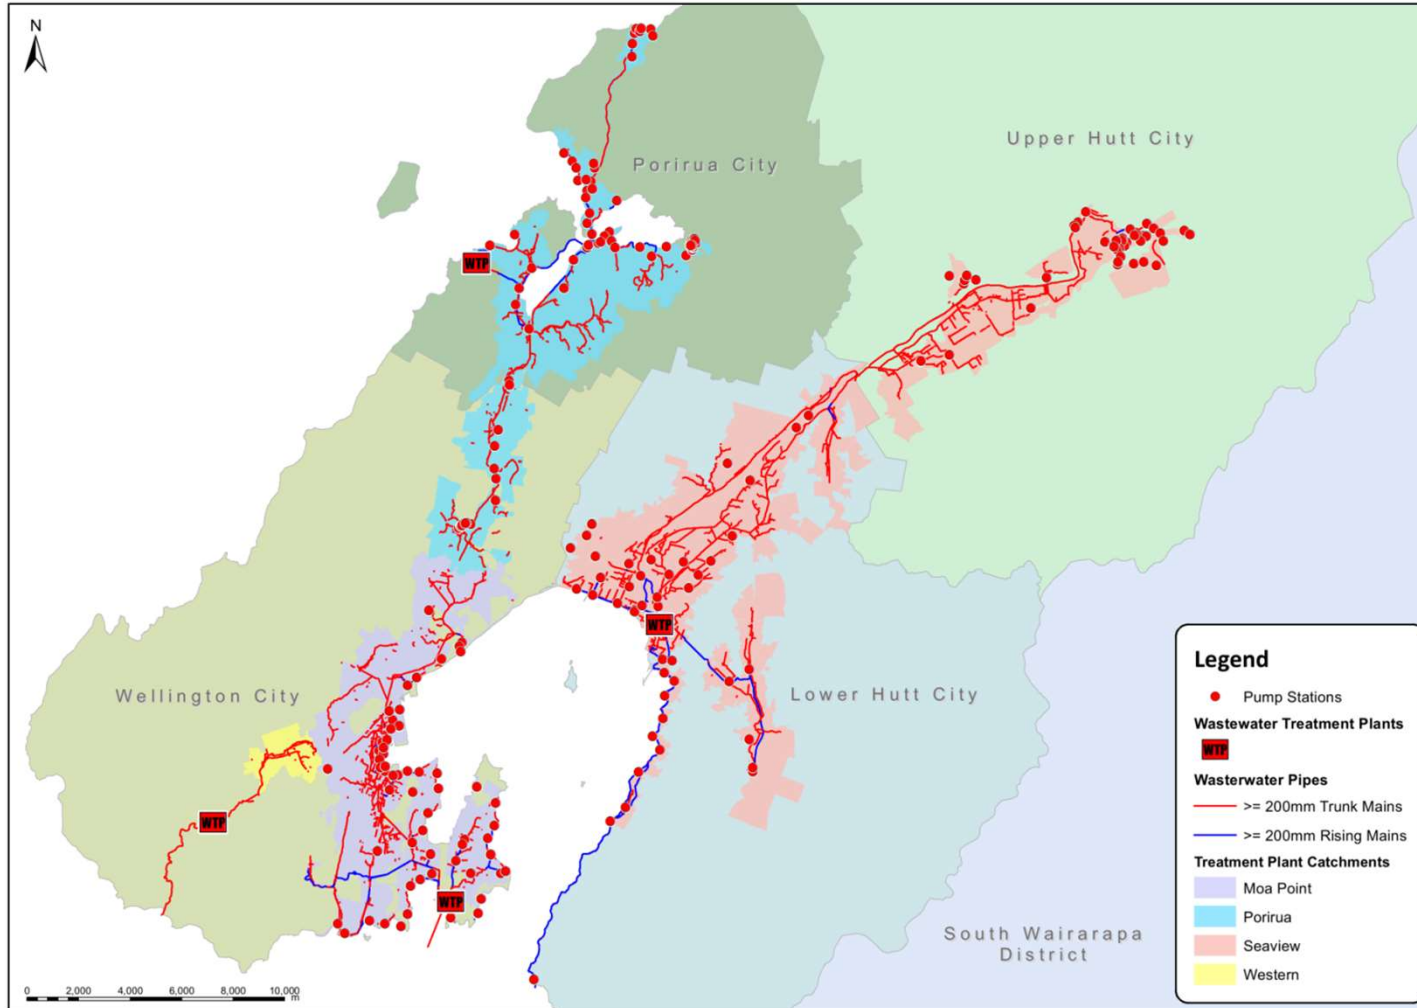 N
Upper Hutt City
Porirua City
WTP
WTP
Wellington City
Lower Hutt City
WTP
WTP
South Wairarapa
District
0 2,000 4,000 6,000 8,000 10,000
m
Legend
Pump Stations
Wastewater Treatment Plants
WTP
Wasterwater Pipes
>= 200mm Trunk Mains
>= 200mm Rising Mains
Treatment Plant Catchments
Moa Point
Porirua
Seaview
Western